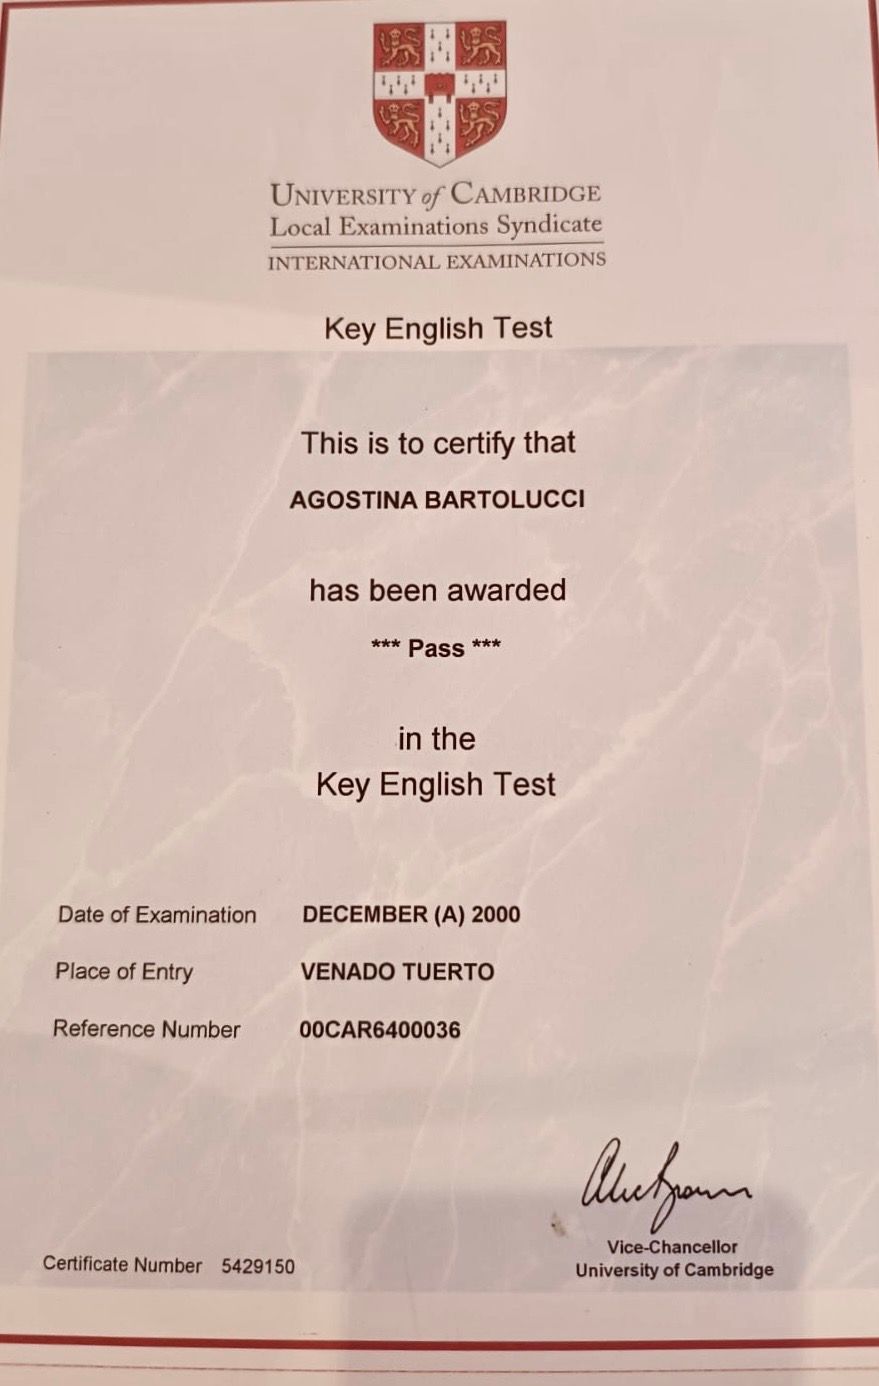 UNIVERSITY of CAMBRIDGE
Local Examinations Syndicate
INTERNATIONAL EXAMINATIONS
Key English Test
This is to certify that
AGOSTINA BARTOLUCCI
has been awarded
*** Pass ***
in the
Key English Test
Date of Examination DECEMBER (A) 2000
Place of Entry VENADO TUERTO
Reference Number 00CAR6400036
Vice-Chancellor
University of Cambridge
Certificate Number 5429150